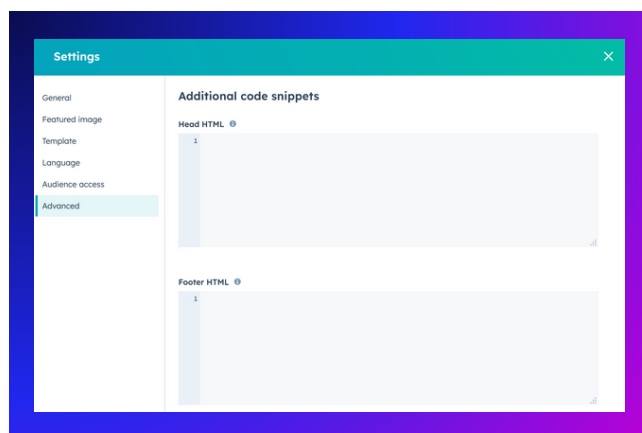 Settings
General
Featured image
Template
Language
Audience access
Advanced
Additional code snippets
Head HTML
1
Footer HTML
1